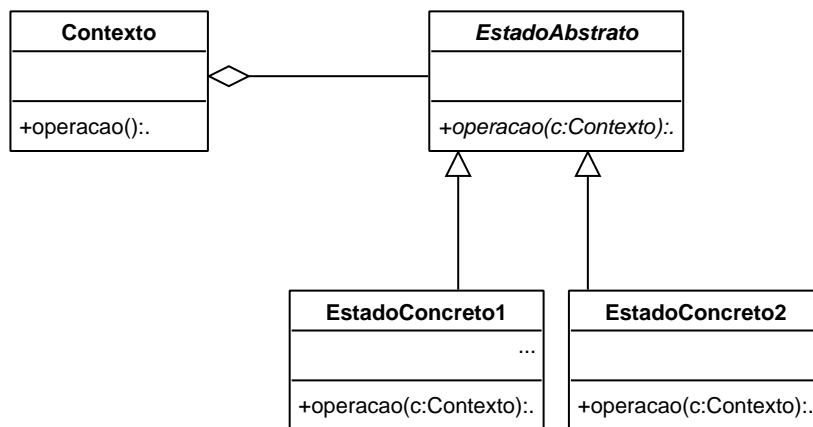 Contexto
EstadoAbstrato
+operacao():.
+operacao(c:Contexto):.
EstadoConcreto1
EstadoConcreto2
...
+operacao(c:Contexto):.
+operacao(c:Contexto):.